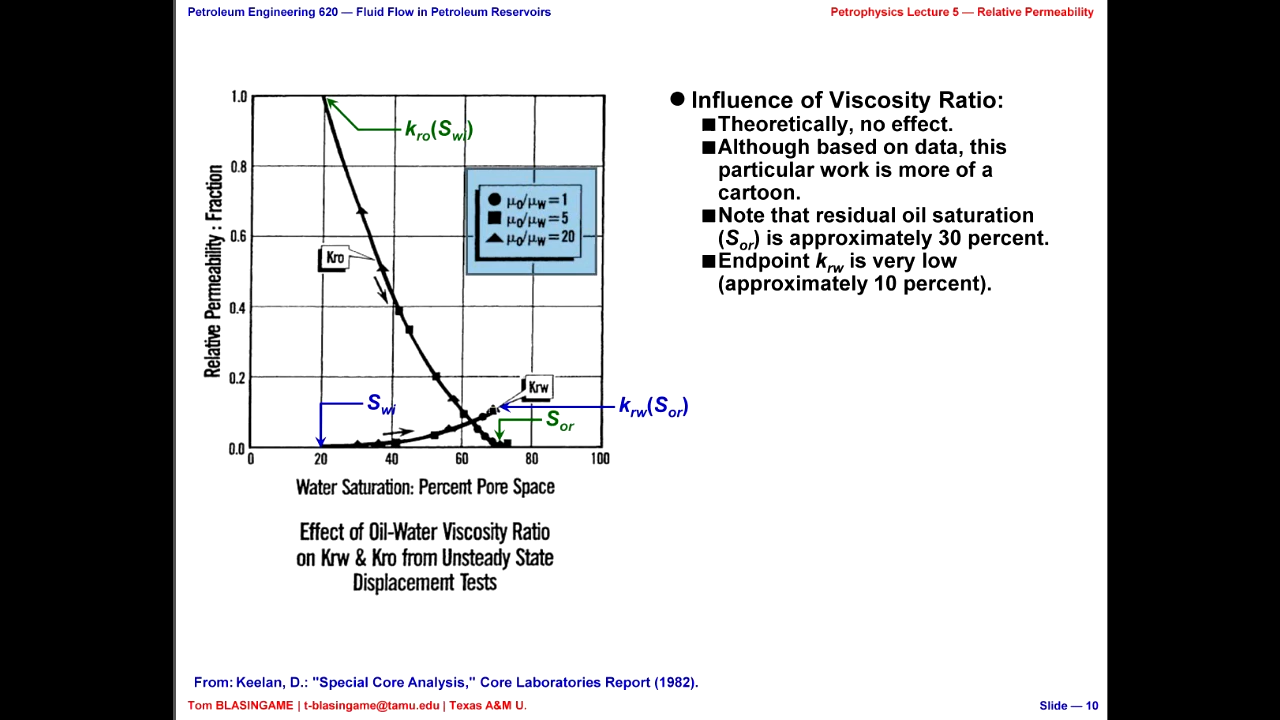 Petroleum Engineering 620 — Fluid Flow in Petroleum Reservoirs
Petrophysics Lecture 5 — Relative Permeability
Relative Permeability : Fraction
1.0
0.8
0.6
0.4
0.2
0.0
0
20
40
60
80
100
kro(Swi)
μo/μw=1
μo/μw=5
μo/μw=20
Kro
Krw
Swi
Sor
krw(Sor)
Water Saturation: Percent Pore Space
Effect of Oil-Water Viscosity Ratio
on Krw & Kro from Unsteady State
Displacement Tests
● Influence of Viscosity Ratio:
■ Theoretically, no effect.
■ Although based on data, this
particular work is more of a
cartoon.
■ Note that residual oil saturation
(Sor) is approximately 30 percent.
■ Endpoint krw is very low
(approximately 10 percent).
From: Keelan, D.: "Special Core Analysis," Core Laboratories Report (1982).
Tom BLASINGAME | t-blasingame@tamu.edu | Texas A&M U.
Slide — 10